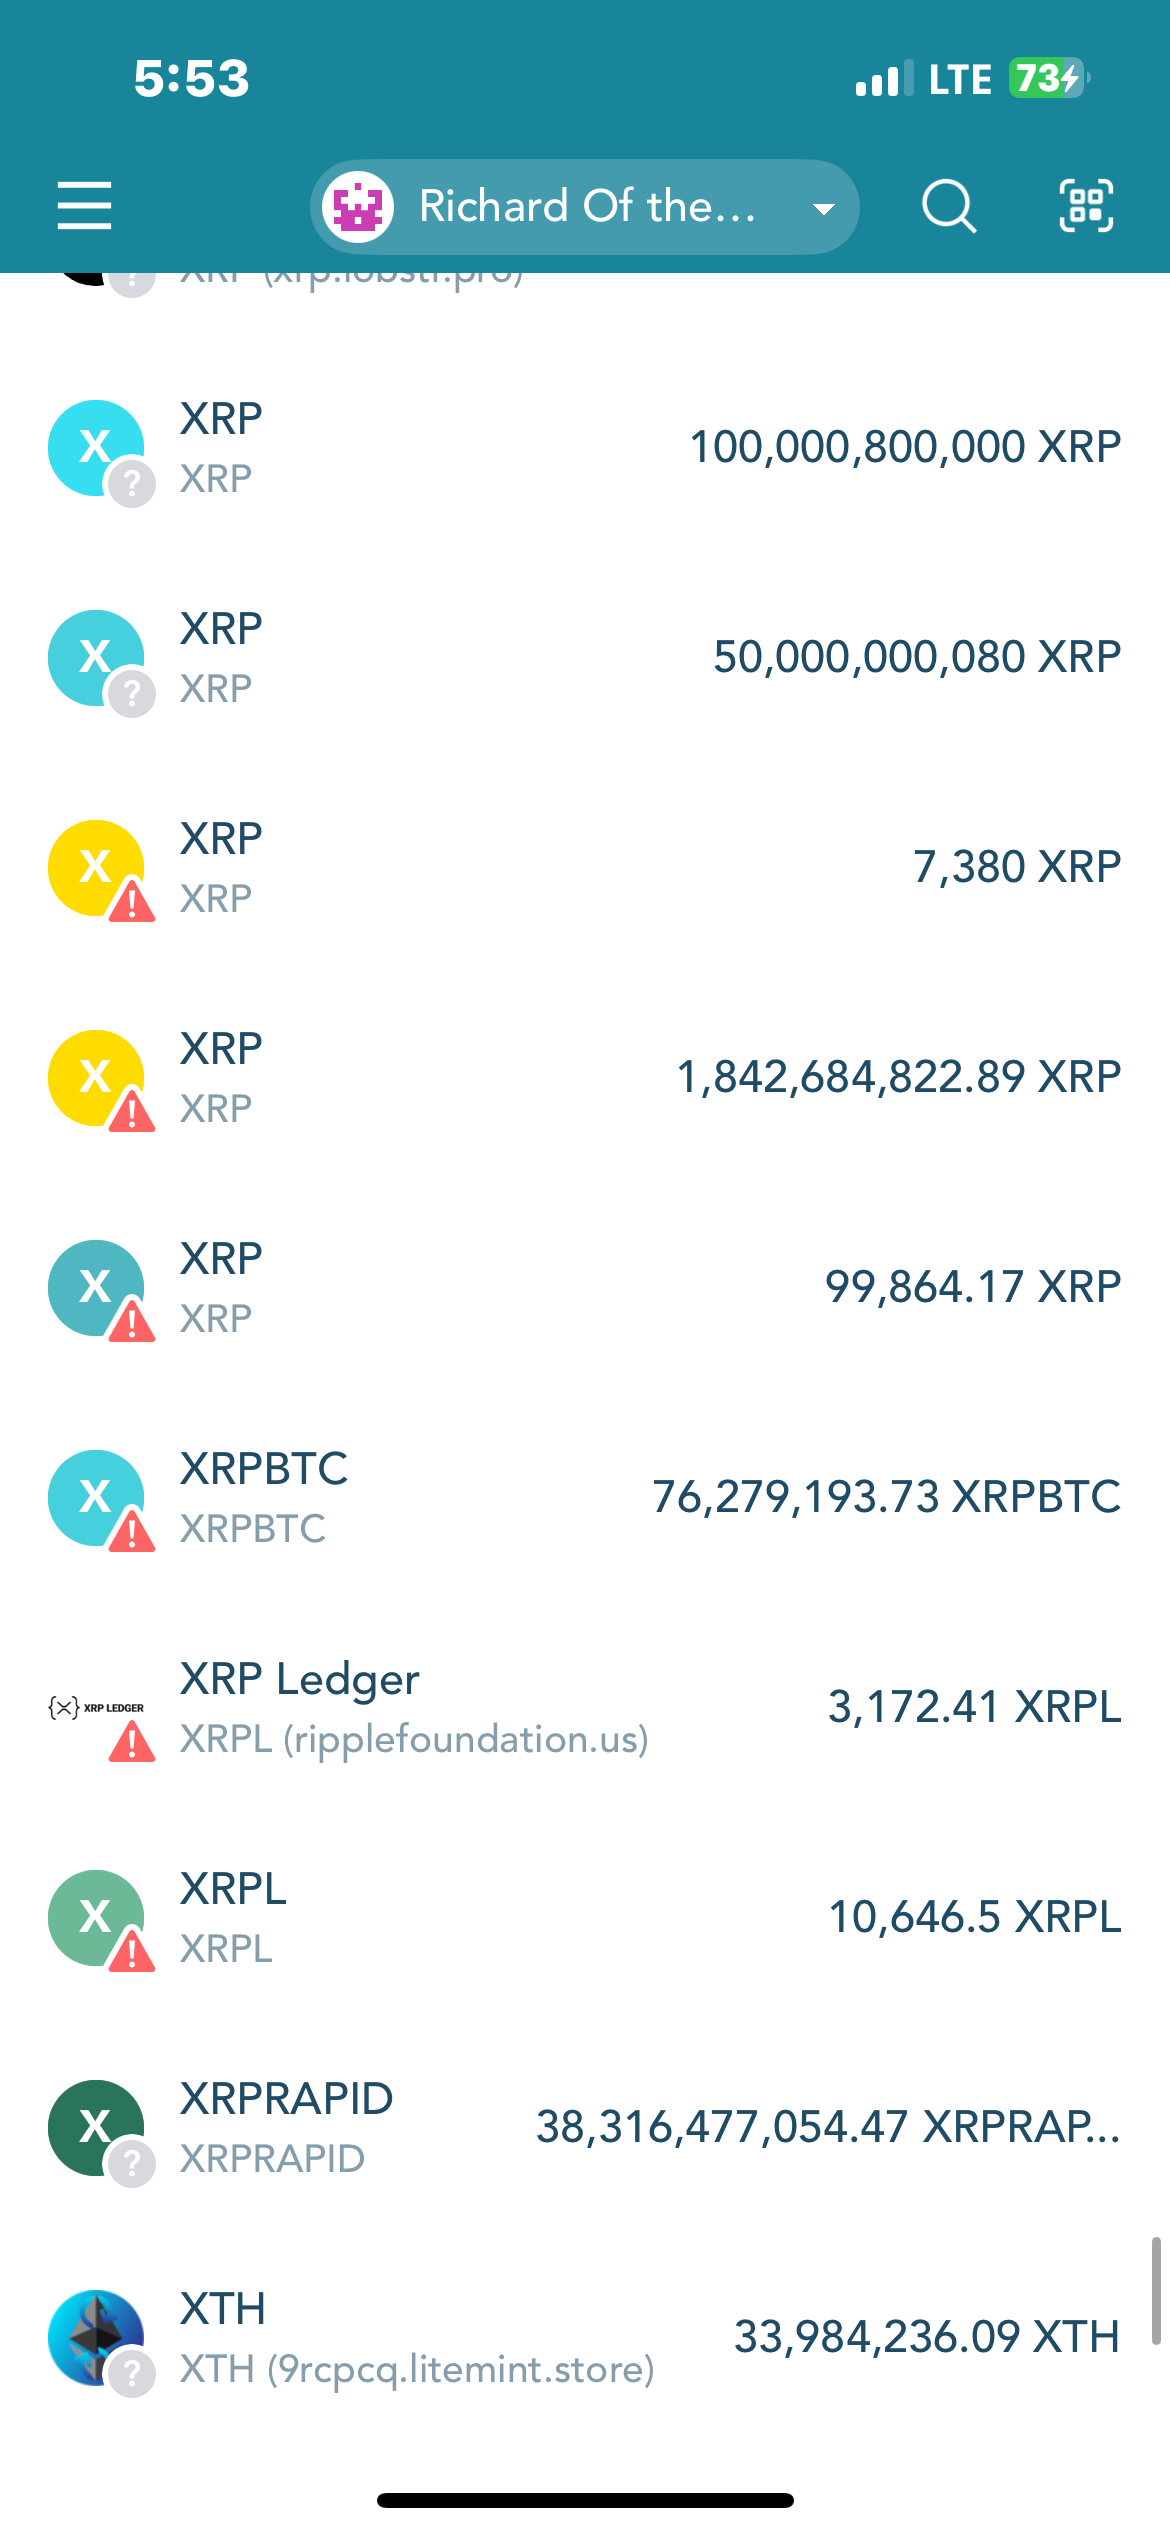 5:53
LTE 73
Richard Of the...
XRP (xrp.lobstr.pro)
X
?
XRP
XRP
100,000,800,000 XRP
X
?
XRP
XRP
50,000,000,080 XRP
X
!
XRP
XRP
7,380 XRP
X
!
XRP
XRP
1,842,684,822.89 XRP
X
!
XRP
XRP
99,864.17 XRP
X
!
XRPBTC
XRPBTC
76,279,193.73 XRPBTC
{X} XRP LEDGER
!
XRP Ledger
XRPL (ripplefoundation.us)
3,172.41 XRPL
X
!
XRPL
XRPL
10,646.5 XRPL
X
?
XRPRAPID
XRPRAPID
38,316,477,054.47 XRPRAP...
?
XTH
XTH (9rcpcq.litemint.store)
33,984,236.09 XTH